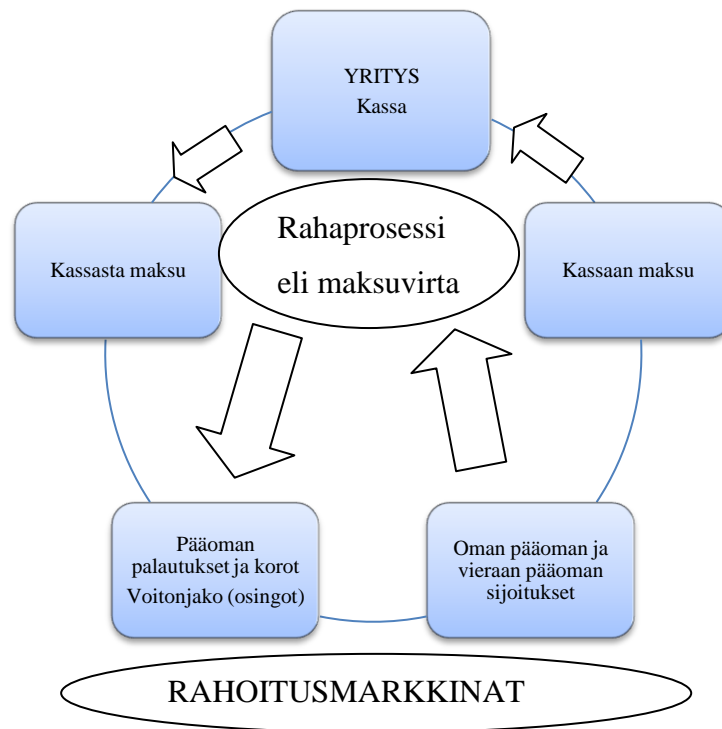 YRITYS
Kassa
Kassasta maksu
Rahaprosessi
eli maksuvirta
Kassaan maksu
Pääoman
palautukset ja korot
Voitonjako (osingot)
Oman pääoman ja
vieraan pääoman
sijoitukset
RAHOITUSMARKKINAT